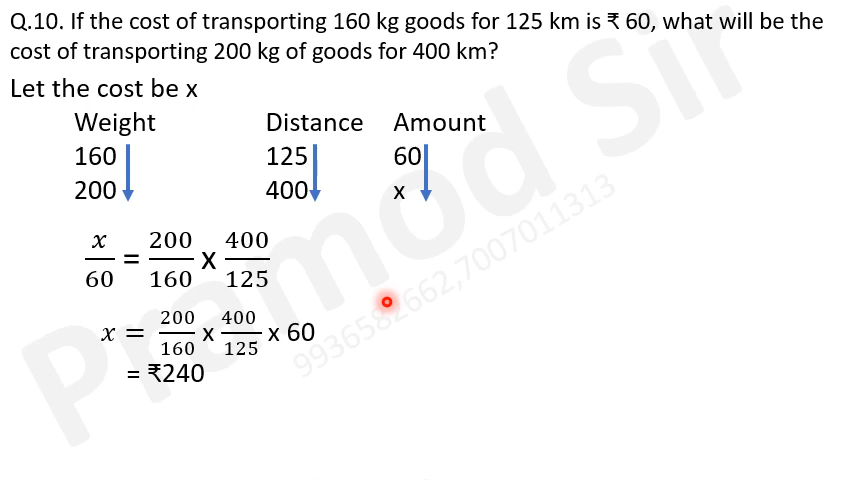 Q.10. If the cost of transporting 160 kg goods for 125 km is ₹ 60, what will be the
cost of transporting 200 kg of goods for 400 km?
Let the cost be x
Weight Distance Amount
160 125 60
200 400 x
x/60 = 200/160 x 400/125
x = 200/160 x 400/125 x 60
= ₹240
Pramod Sir
9936582662,7007011313